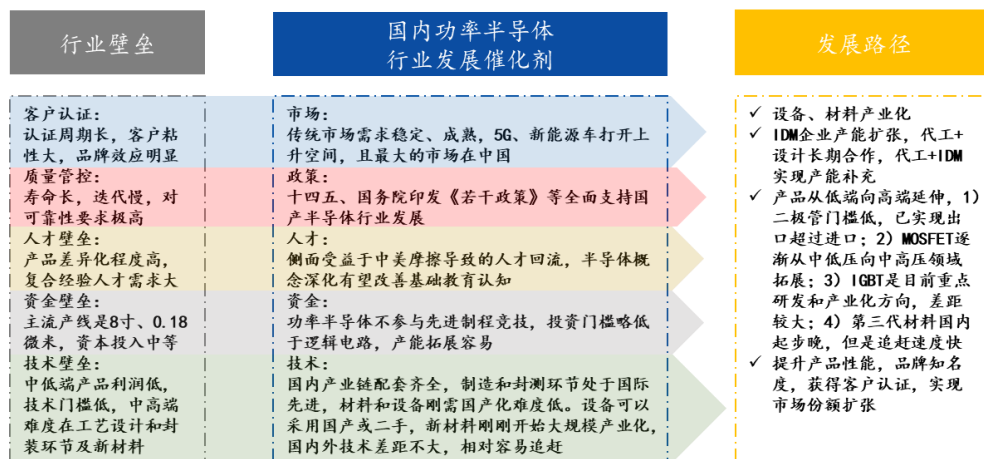 行业壁垒
客户认证：
认证周期长，客户粘
性大，品牌效应明显
质量管控：
寿命长，迭代慢，对
可靠性要求极高
人才壁垒：
产品差异化程度高，
复合经验人才需求大
资金壁垒：
主流产线是8寸、0.18
微米，资本投入中等
技术壁垒：
中低端产品利润低，
技术门槛低，中高端
难度在工艺设计和封
装环节及新材料
国内功率半导体
行业发展催化剂
市场：
传统市场需求稳定、成熟，5G、新能源车打开上
升空间，且最大的市场在中国
政策：
十四五、国务院印发《若干政策》等全面支持国
产半导体行业发展
人才：
侧面受益于中美摩擦导致的人才回流，半导体概
念深化有望改善基础教育认知
资金：
功率半导体不参与先进制程竞技，投资门槛略低
于逻辑电路，产能拓展容易
技术：
国内产业链配套齐全，制造和封测环节处于国际
先进，材料和设备刚需国产化难度低。设备可以
采用国产或二手，新材料刚刚开始大规模产业化，
国内外技术差距不大，相对容易追赶
发展路径
✓ 设备、材料产业化
✓ IDM企业产能扩张，代工+
设计长期合作，代工+IDM
实现产能补充
✓ 产品从低端向高端延伸，1）
二极管门槛低，已实现出
口超过进口；2）MOSFET逐
渐从中低压向中高压领域
拓展；3）IGBT是目前重点
研发和产业化方向，差距
较大；4）第三代材料国内
起步晚，但是追赶速度快
✓ 提升产品性能，品牌知名
度，获得客户认证，实现
市场份额扩张